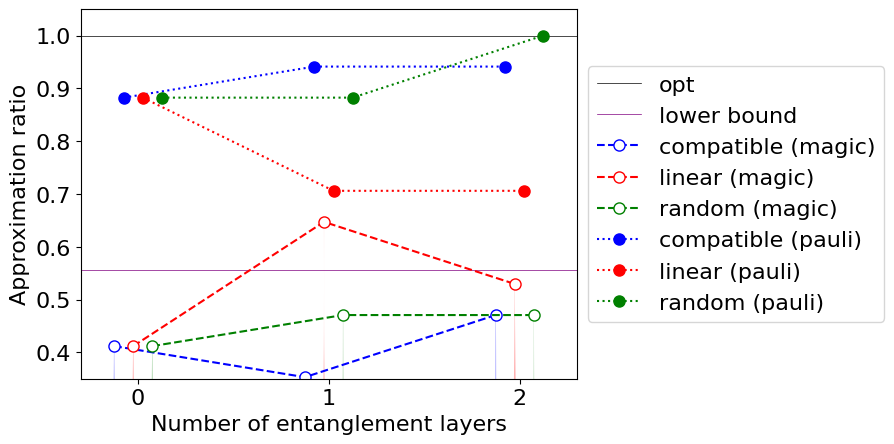 1.0
0.9
0.8
0.7
0.6
0.5
0.4
Approximation ratio
0 1 2
Number of entanglement layers
opt
lower bound
compatible (magic)
linear (magic)
random (magic)
compatible (pauli)
linear (pauli)
random (pauli)